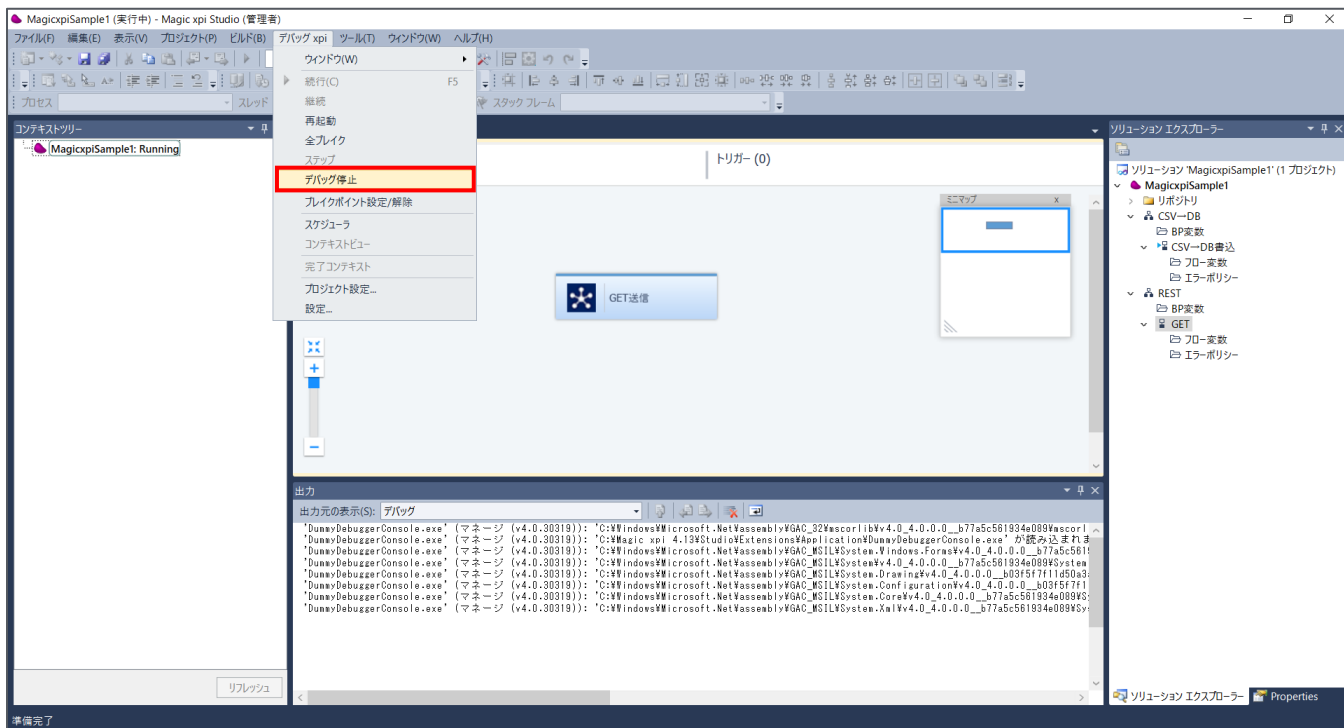 MagicxpiSample1 (実行中) - Magic xpi Studio (管理者)
ファイル(F) 編集(E) 表示(V) プロジェクト(P) ビルド(B) デバッグ xpi ツール(T) ウィンドウ(W) ヘルプ(H)
プロセス スレッド スタック フレーム
ウィンドウ(W)
続行(C) F5
継続
再起動
全ブレイク
ステップ
デバッグ停止
ブレイクポイント設定/解除
スケジューラ
コンテキストビュー
完了コンテキスト
プロジェクト設定...
設定...
コンテキストツリー
MagicxpiSample1: Running
リフレッシュ
トリガー (0)
ミニマップ x
GET送信
出力
出力元の表示(S): デバッグ
'DummyDebuggerConsole.exe' (マネージ (v4.0.30319)): 'C:¥Windows¥Microsoft.Net¥assembly¥GAC_32¥mscorlib¥v4.0_4.0.0.0__b77a5c561934e089¥mscorl
'DummyDebuggerConsole.exe' (マネージ (v4.0.30319)): 'C:¥Magic xpi 4.13¥Studio¥Extensions¥Application¥DummyDebuggerConsole.exe' が読み込まれま
'DummyDebuggerConsole.exe' (マネージ (v4.0.30319)): 'C:¥Windows¥Microsoft.Net¥assembly¥GAC_MSIL¥System.Windows.Forms¥v4.0_4.0.0.0__b77a5c561
'DummyDebuggerConsole.exe' (マネージ (v4.0.30319)): 'C:¥Windows¥Microsoft.Net¥assembly¥GAC_MSIL¥System¥v4.0_4.0.0.0__b77a5c561934e089¥System
'DummyDebuggerConsole.exe' (マネージ (v4.0.30319)): 'C:¥Windows¥Microsoft.Net¥assembly¥GAC_MSIL¥System.Drawing¥v4.0_4.0.0.0__b03f5f7f11d50a3
'DummyDebuggerConsole.exe' (マネージ (v4.0.30319)): 'C:¥Windows¥Microsoft.Net¥assembly¥GAC_MSIL¥System.Configuration¥v4.0_4.0.0.0__b03f5f7f1
'DummyDebuggerConsole.exe' (マネージ (v4.0.30319)): 'C:¥Windows¥Microsoft.Net¥assembly¥GAC_MSIL¥System.Core¥v4.0_4.0.0.0__b77a5c561934e089¥S
'DummyDebuggerConsole.exe' (マネージ (v4.0.30319)): 'C:¥Windows¥Microsoft.Net¥assembly¥GAC_MSIL¥System.Xml¥v4.0_4.0.0.0__b77a5c561934e089¥Sy
ソリューション エクスプローラー
ソリューション 'MagicxpiSample1' (1 プロジェクト)
MagicxpiSample1
リポジトリ
CSV→DB
BP変数
CSV→DB書込
フロー変数
エラーポリシー
REST
BP変数
GET
フロー変数
エラーポリシー
ソリューション エクスプローラー Properties
準備完了